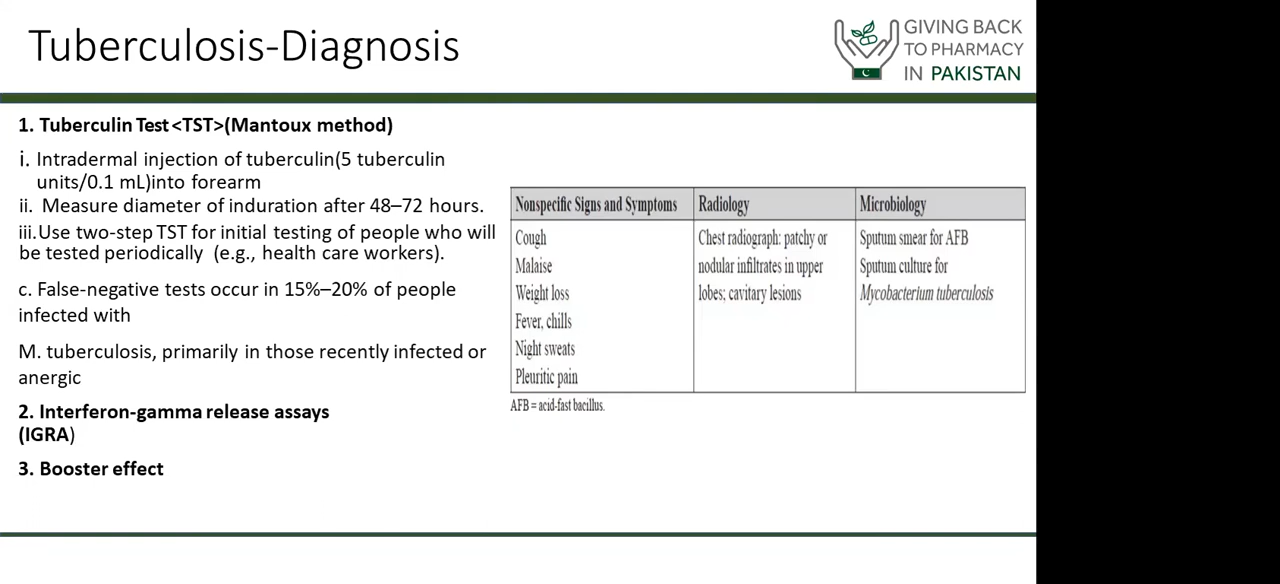 Tuberculosis-Diagnosis
GIVING BACK
TO PHARMACY
IN PAKISTAN
1. Tuberculin Test <TST>(Mantoux method)
i. Intradermal injection of tuberculin(5 tuberculin
units/0.1 mL)into forearm
ii. Measure diameter of induration after 48–72 hours.
iii.Use two-step TST for initial testing of people who will
be tested periodically (e.g., health care workers).
c. False-negative tests occur in 15%–20% of people
infected with
M. tuberculosis, primarily in those recently infected or
anergic
2. Interferon-gamma release assays
(IGRA)
3. Booster effect
Nonspecific Signs and Symptoms
Cough
Malaise
Weight loss
Fever, chills
Night sweats
Pleuritic pain
Radiology
Chest radiograph: patchy or
nodular infiltrates in upper
lobes; cavitary lesions
Microbiology
Sputum smear for AFB
Sputum culture for
Mycobacterium tuberculosis
AFB = acid-fast bacillus.